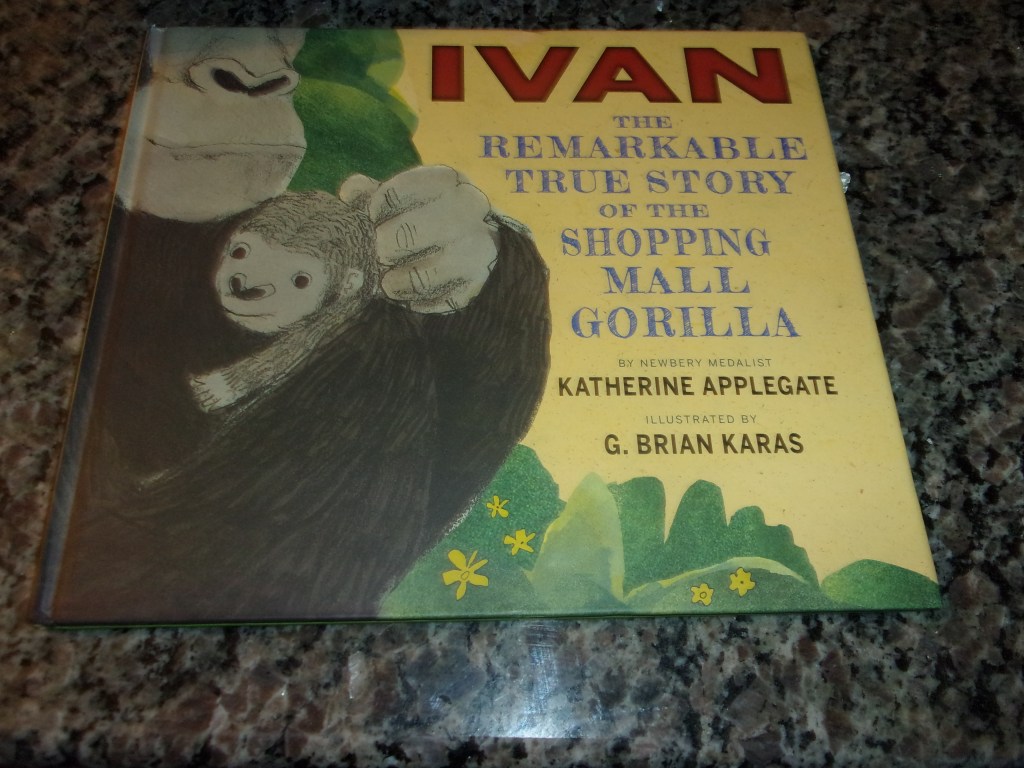 IVAN
THE
REMARKABLE
TRUE STORY
OF THE
SHOPPING
MALL
GORILLA
BY NEWBERY MEDALIST
KATHERINE APPLEGATE
ILLUSTRATED BY
G. BRIAN KARAS